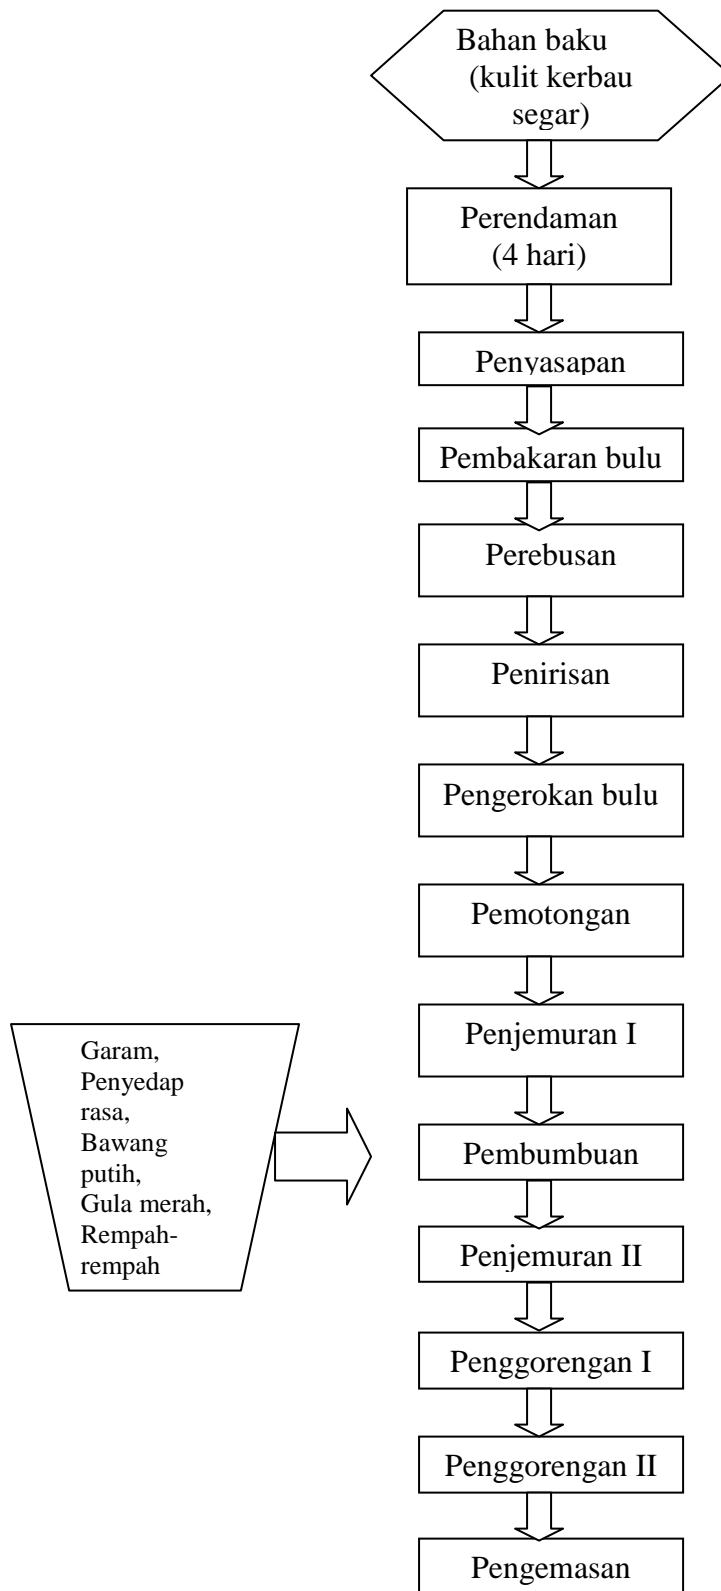 Bahan baku
(kulit kerbau
segar)
Perendaman
(4 hari)
Penyasapan
Pembakaran bulu
Perebusan
Penirisan
Pengerokan bulu
Pemotongan
Penjemuran I
Garam,
Penyedap
rasa,
Bawang
putih,
Gula merah,
Rempah-
rempah
Pembumbuan
Penjemuran II
Penggorengan I
Penggorengan II
Pengemasan